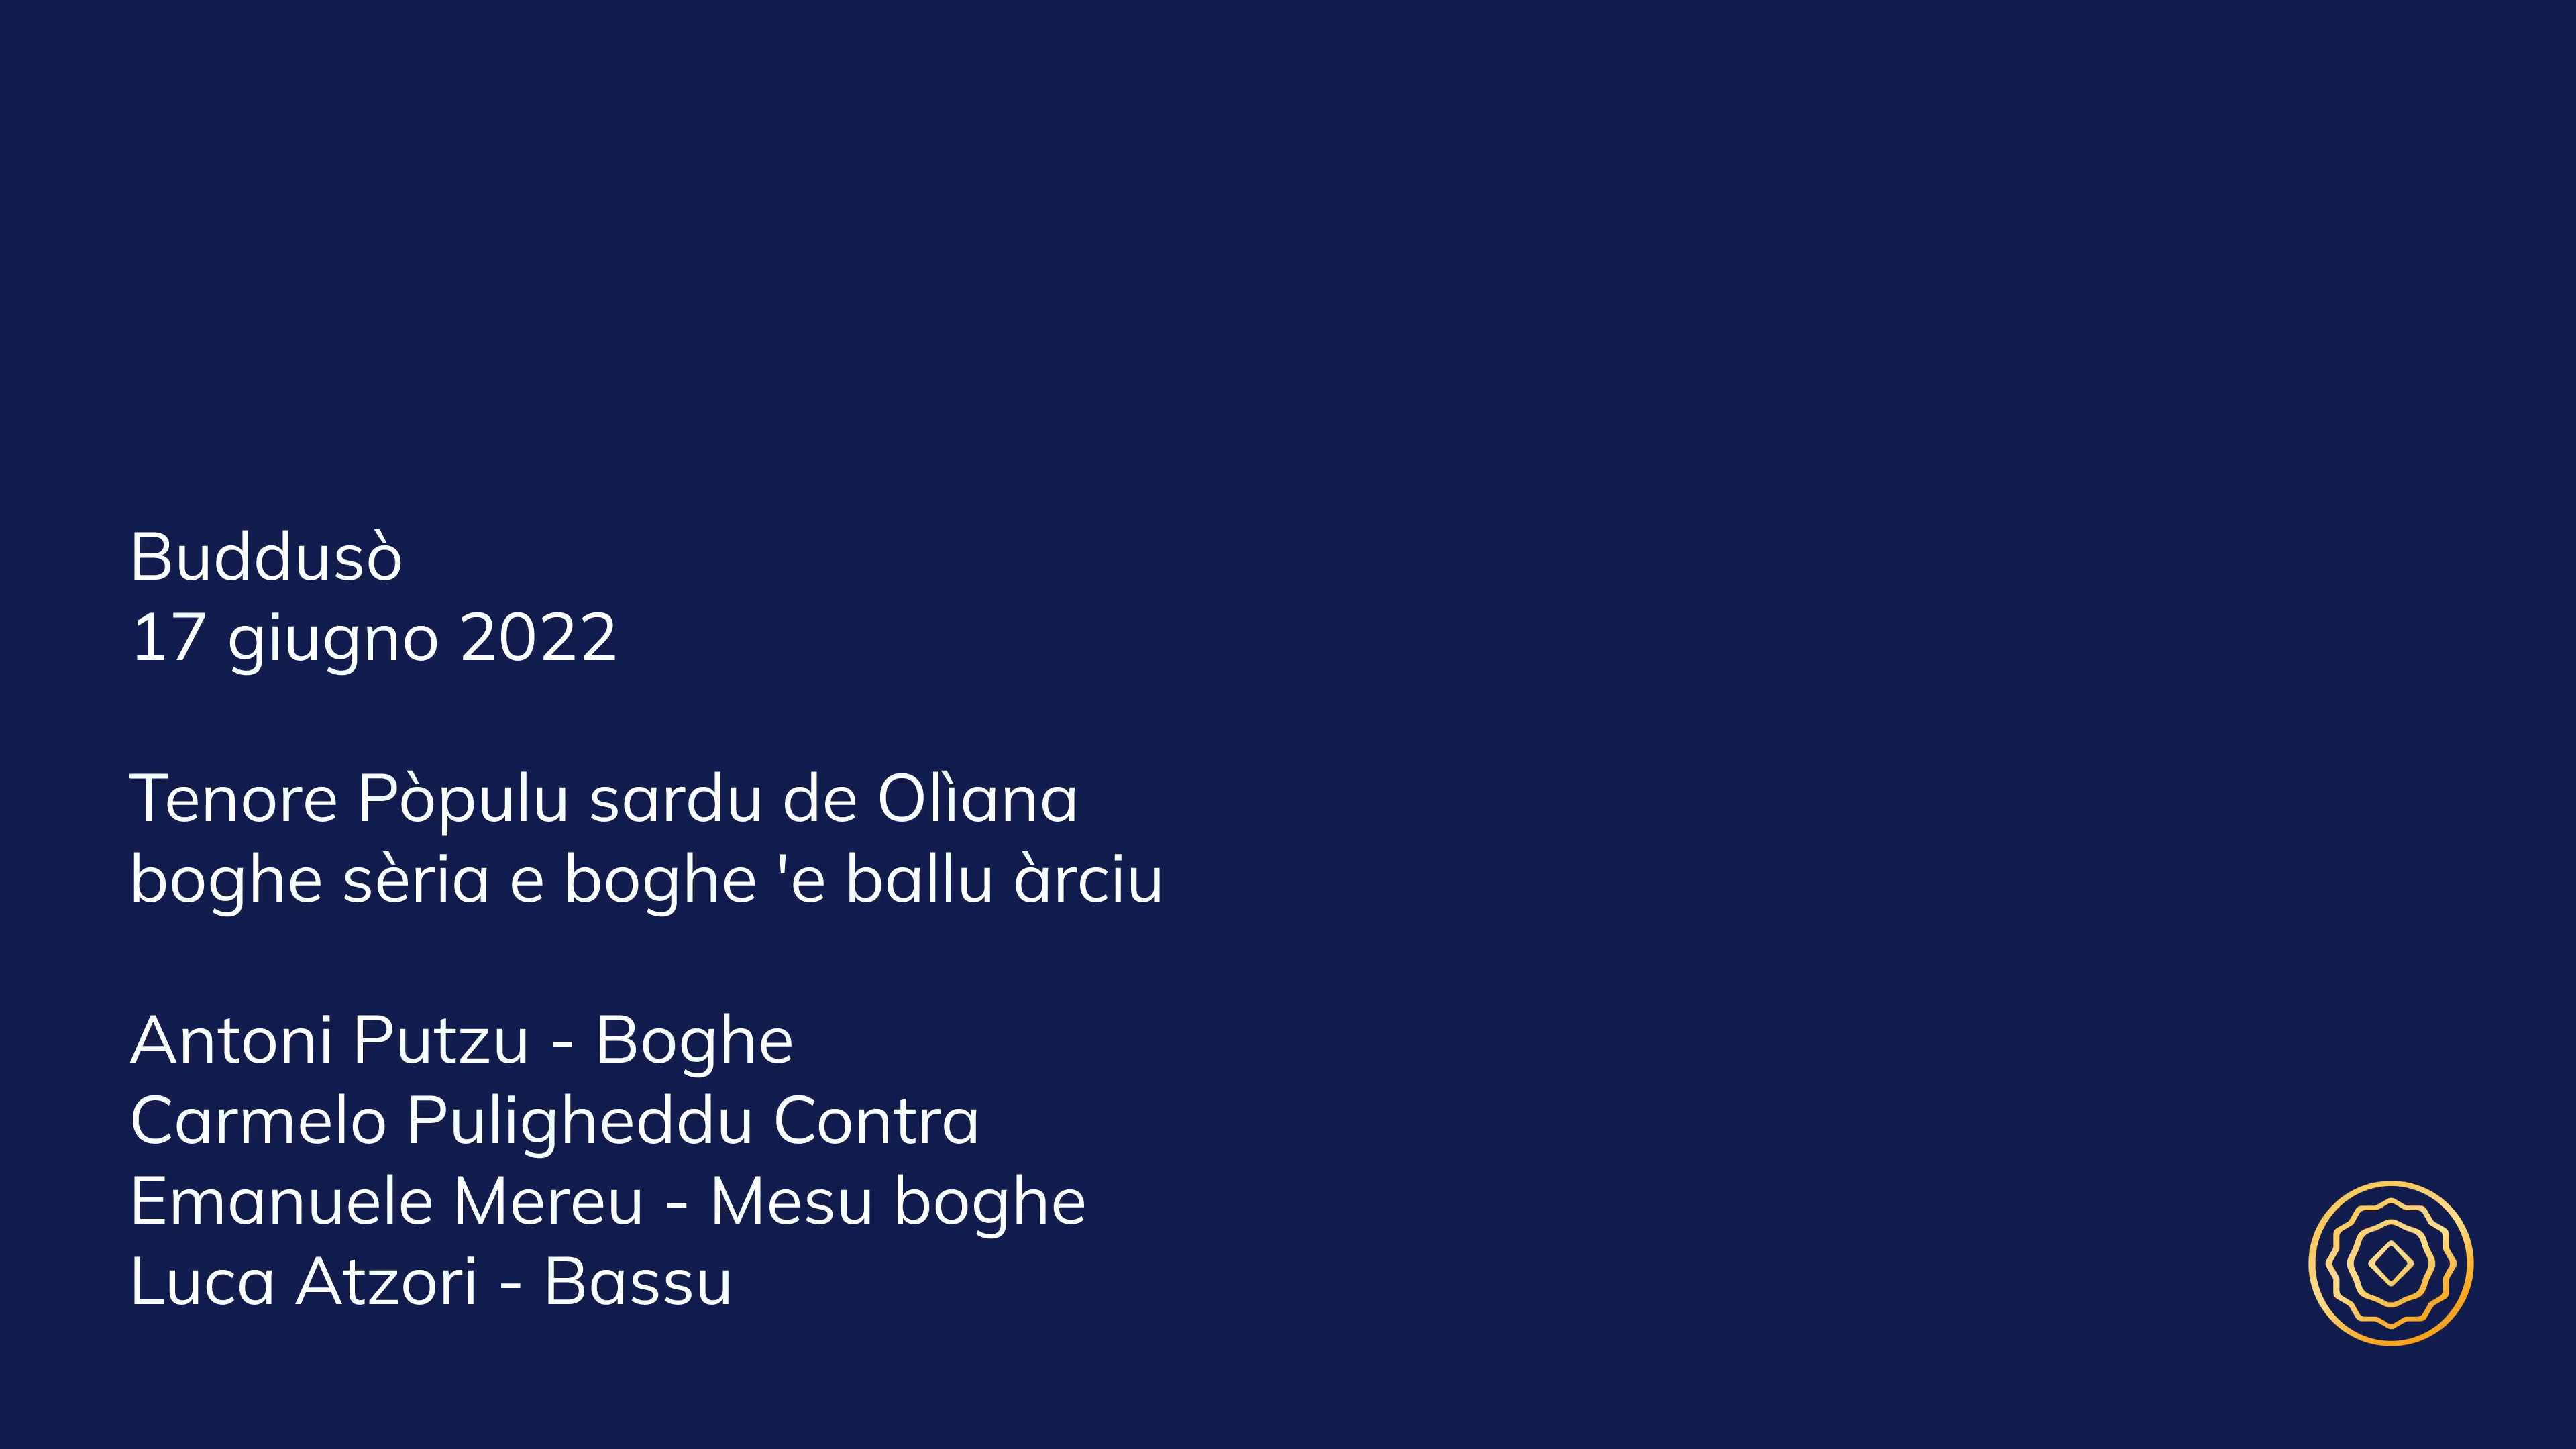 Buddusò
17 giugno 2022
Tenore Pòpulu sardu de Olìana
boghe sèria e boghe 'e ballu àrciu
Antoni Putzu - Boghe
Carmelo Puligheddu Contra
Emanuele Mereu - Mesu boghe
Luca Atzori - Bassu